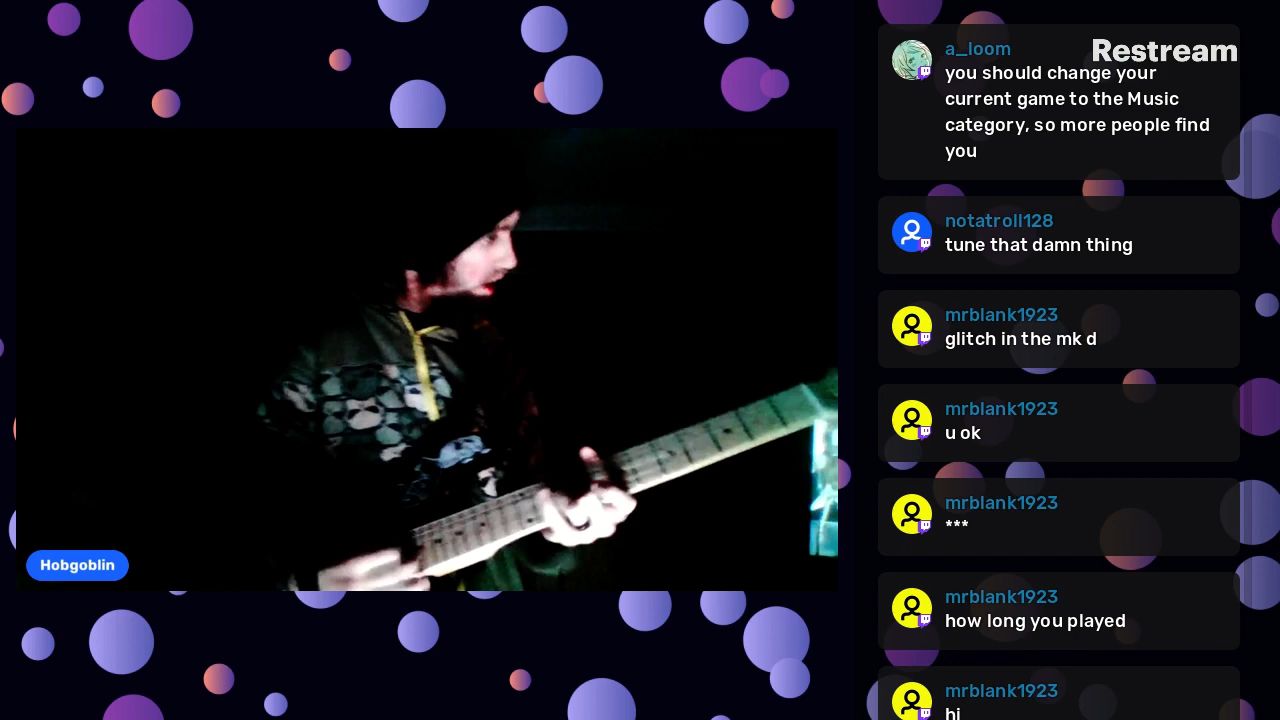 Restream
a_loom
you should change your
current game to the Music
category, so more people find
you
notatroll128
tune that damn thing
mrblank1923
glitch in the mk d
mrblank1923
u ok
mrblank1923
***
mrblank1923
how long you played
mrblank1923
hi
Hobgoblin